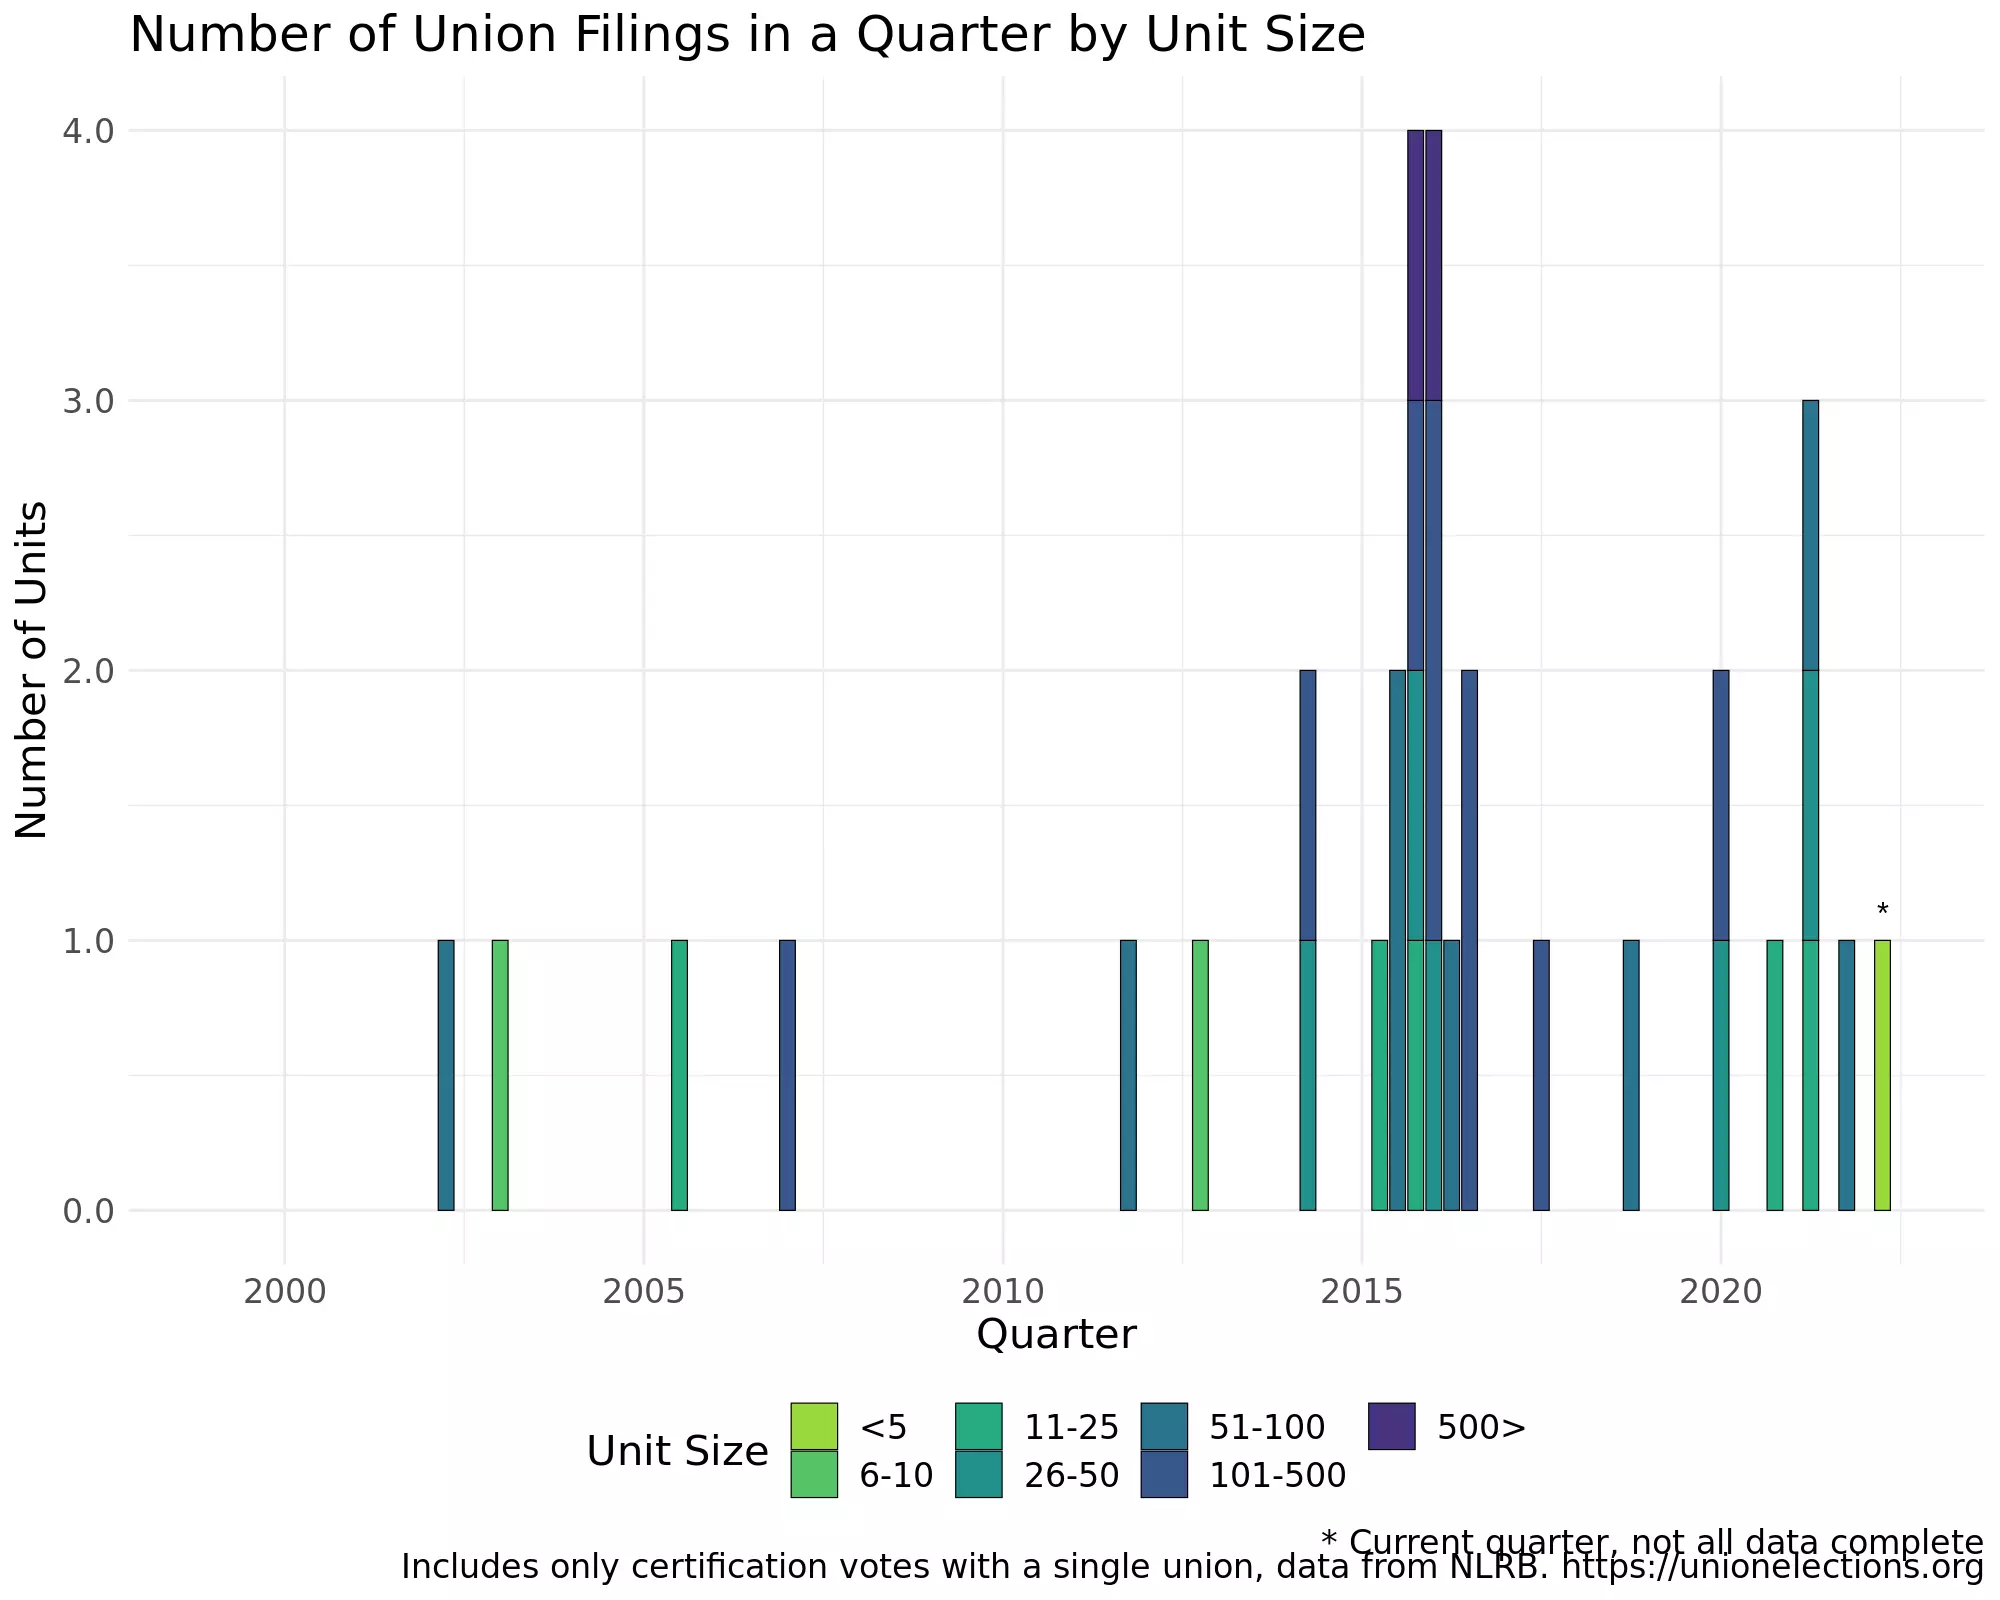 Number of Union Filings in a Quarter by Unit Size
Number of Units
4.0
3.0
2.0
1.0
0.0
*
2000 2005 2010 2015 2020
Quarter
Unit Size
<5 11-25 51-100 500>
6-10 26-50 101-500
* Current quarter, not all data complete
Includes only certification votes with a single union, data from NLRB. https://unionelections.org